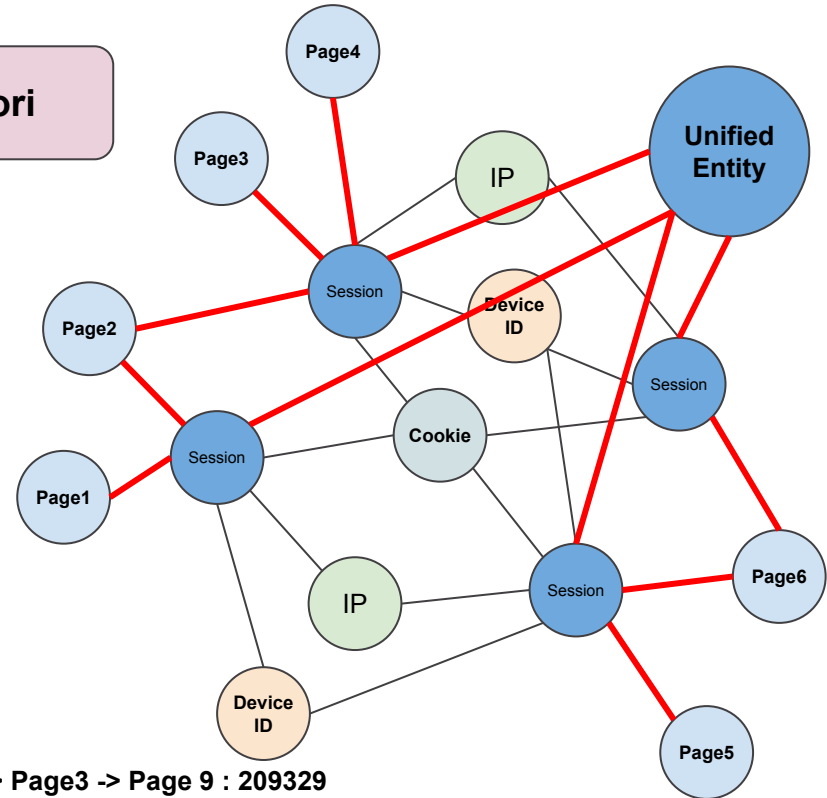 Page4
ori
Unified
Entity
Page3
IP
Session
Device
ID
Page2
Session
Cookie
Session
Page1
Page6
Session
IP
Device
ID
Page5
Page3 -> Page 9 : 209329